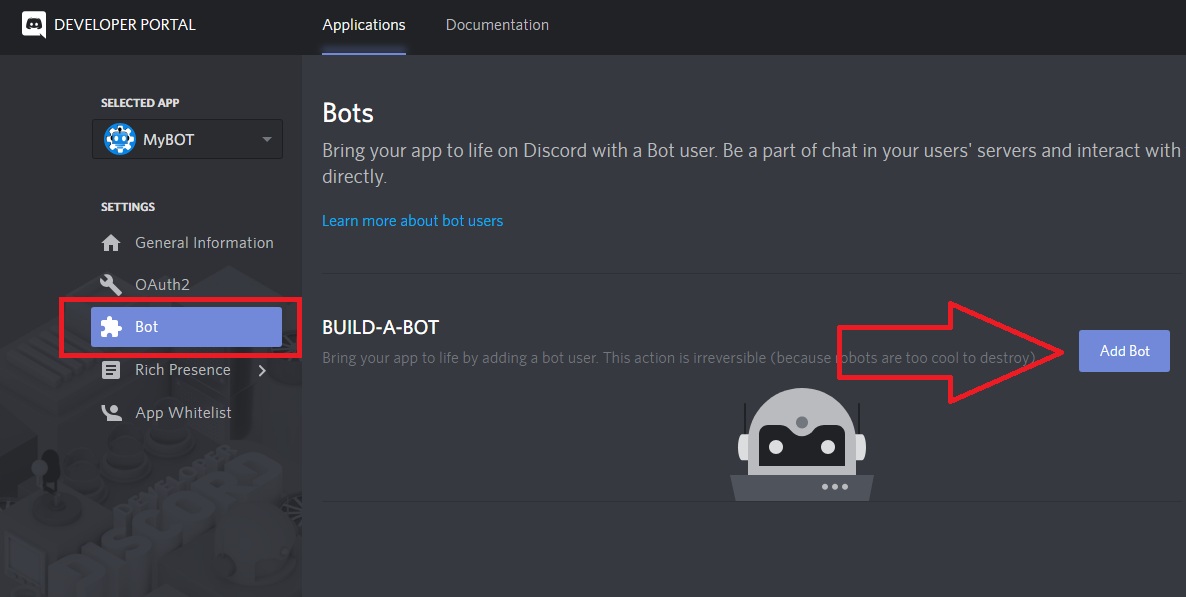 DEVELOPER PORTAL
Applications
Documentation
SELECTED APP
MyBOT
SETTINGS
General Information
OAuth2
Bot
Rich Presence
App Whitelist
Bots
Bring your app to life on Discord with a Bot user. Be a part of chat in your users' servers and interact with
directly.
Learn more about bot users
BUILD-A-BOT
Bring your app to life by adding a bot user. This action is irreversible (because robots are too cool to destroy).
Add Bot
DISCORD